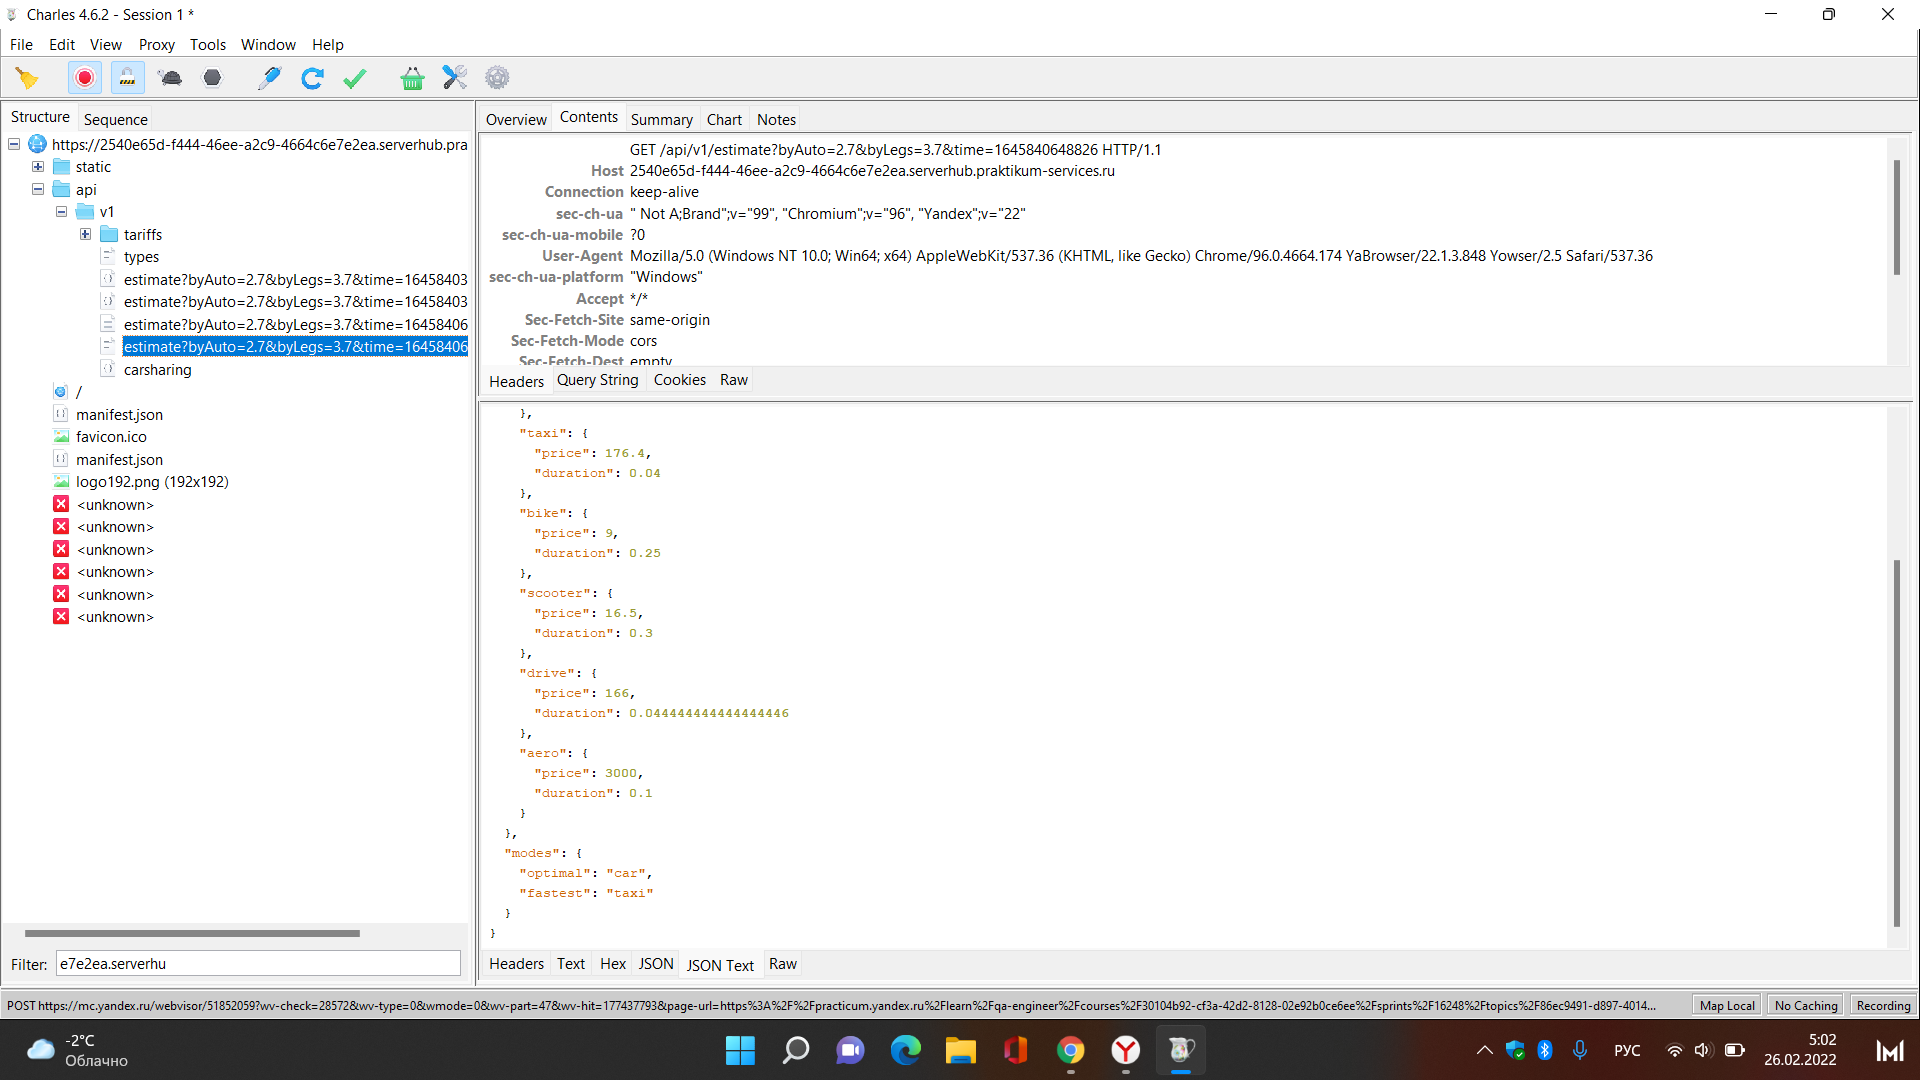 Charles 4.6.2 - Session 1 *
File Edit View Proxy Tools Window Help
Structure Sequence
https://2540e65d-f444-46ee-a2c9-4664c6e7e2ea.serverhub.pra
static
api
v1
tariffs
types
estimate?byAuto=2.7&byLegs=3.7&time=16458403
estimate?byAuto=2.7&byLegs=3.7&time=16458403
estimate?byAuto=2.7&byLegs=3.7&time=16458406
estimate?byAuto=2.7&byLegs=3.7&time=16458406
carsharing
/
manifest.json
favicon.ico
manifest.json
logo192.png (192x192)
<unknown>
<unknown>
<unknown>
<unknown>
<unknown>
<unknown>
Filter: e7e2ea.serverhu
Overview Contents Summary Chart Notes
GET /api/v1/estimate?byAuto=2.7&byLegs=3.7&time=1645840648826 HTTP/1.1
Host 2540e65d-f444-46ee-a2c9-4664c6e7e2ea.serverhub.praktikum-services.ru
Connection keep-alive
sec-ch-ua " Not A;Brand";v="99", "Chromium";v="96", "Yandex";v="22"
sec-ch-ua-mobile ?0
User-Agent Mozilla/5.0 (Windows NT 10.0; Win64; x64) AppleWebKit/537.36 (KHTML, like Gecko) Chrome/96.0.4664.174 YaBrowser/22.1.3.848 Yowser/2.5 Safari/537.36
sec-ch-ua-platform "Windows"
Accept */*
Sec-Fetch-Site same-origin
Sec-Fetch-Mode cors
Sec-Fetch-Dest empty
Headers Query String Cookies Raw
},
"taxi": {
"price": 176.4,
"duration": 0.04
},
"bike": {
"price": 9,
"duration": 0.25
},
"scooter": {
"price": 16.5,
"duration": 0.3
},
"drive": {
"price": 166,
"duration": 0.044444444444444446
},
"aero": {
"price": 3000,
"duration": 0.1
}
},
"modes": {
"optimal": "car",
"fastest": "taxi"
}
}
Headers Text Hex JSON JSON Text Raw
POST https://mc.yandex.ru/webvisor/51852059?wv-check=28572&wv-type=0&wmode=0&wv-part=47&wv-hit=177437793&page-url=https%3A%2F%2Fpracticum.yandex.ru%2Flearn%2Fqa-engineer%2Fcourses%2F30104b92-cf3a-42d2-8128-02e92b0ce6ee%2Fsprints%2F16248%2Ftopics%2F86ec9491-d897-4014...
Map Local No Caching Recording
-2°C
Облачно
РУС
5:02
26.02.2022